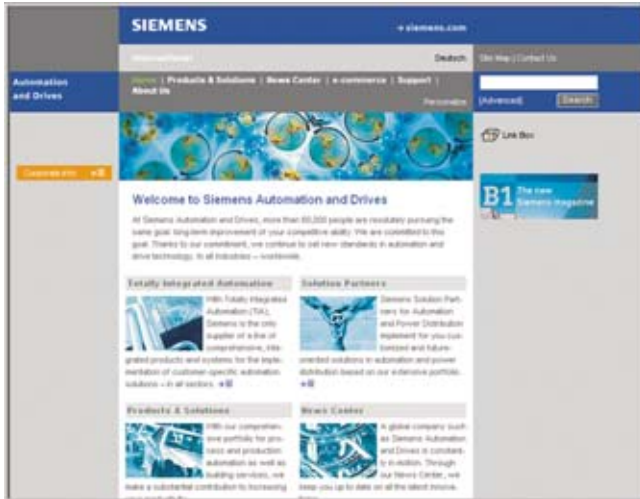 SIEMENS
siemens.com
Deutsch
Site Map | Contact Us
Automation
and Drives
Home | Products & Solutions | News Center | e-commerce | Support |
About Us
Personalize
[Advanced] Search
Link Box
Corporate Info
B1 The new
Siemens magazine
Welcome to Siemens Automation and Drives
At Siemens Automation and Drives, more than 60,000 people are resolutely pursuing the
same goal: long-term improvement of your competitive ability. We are committed to this
goal. Thanks to our commitment, we continue to set new standards in automation and
drive technology. In all industries – worldwide.
Totally Integrated Automation
With Totally Integrated
Automation (TIA),
Siemens is the only
supplier of a line of
comprehensive, inte-
grated products and systems for the imple-
mentation of customer-specific automation
solutions – in all sectors.
Solution Partners
Siemens Solution Part-
ners for Automation
and Power Distribution
implement for you cus-
tomized and future-
oriented solutions in automation and power
distribution based on our extensive portfolio.
Products & Solutions
With our comprehen-
sive portfolio for pro-
cess and production
automation as well as
building services, we
make a substantial contribution to increasing
News Center
A global company such
as Siemens Automation
and Drives is constant-
ly in motion. Through
our News Center, we
keep you up to date on all the latest innova-